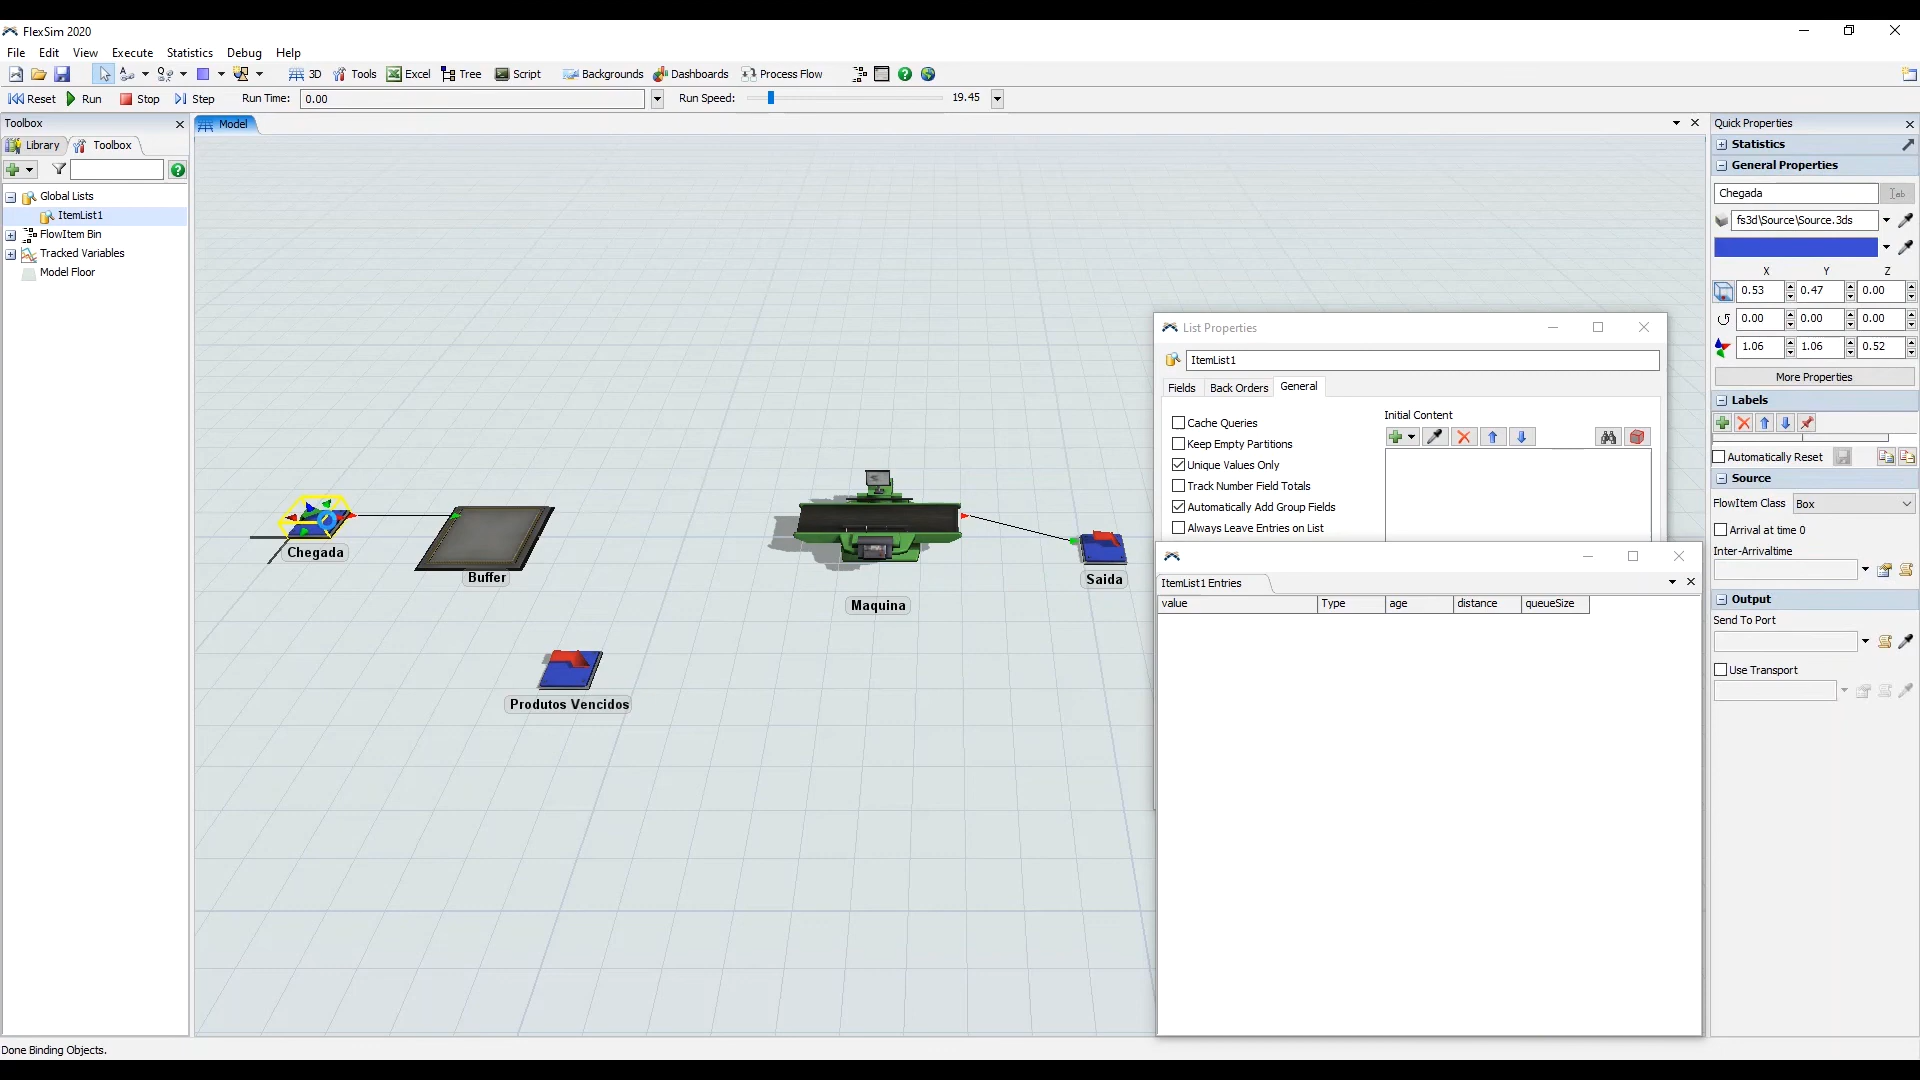 FlexSim 2020
File Edit View Execute Statistics Debug Help
3D Tools Excel Tree Script Backgrounds Dashboards Process Flow
Reset Run Stop Step Run Time: 0.00 Run Speed: 19.45
Toolbox
Library Toolbox
Global Lists
ItemList1
FlowItem Bin
Tracked Variables
Model Floor
Model
Chegada
Buffer
Maquina
Saida
Produtos Vencidos
List Properties
ItemList1
Fields Back Orders General
Cache Queries
Keep Empty Partitions
Unique Values Only
Track Number Field Totals
Automatically Add Group Fields
Always Leave Entries on List
Initial Content
ItemList1 Entries
value Type age distance queueSize
Quick Properties
Statistics
General Properties
Chegada
fs3d\Source\Source.3ds
X Y Z
0.53 0.47 0.00
0.00 0.00 0.00
1.06 1.06 0.52
More Properties
Labels
Automatically Reset
Source
FlowItem Class Box
Arrival at time 0
Inter-Arrivaltime
Output
Send To Port
Use Transport
Done Binding Objects.